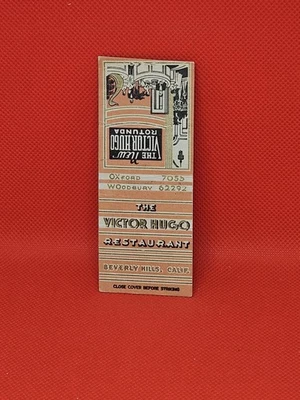 THE
New
VICTOR HUGO
ROTUNDA
OXFORD 7055
WOODBURY 62292
THE
VICTOR HUGO
RESTAURANT
BEVERLY HILLS, CALIF.
CLOSE COVER BEFORE STRIKING